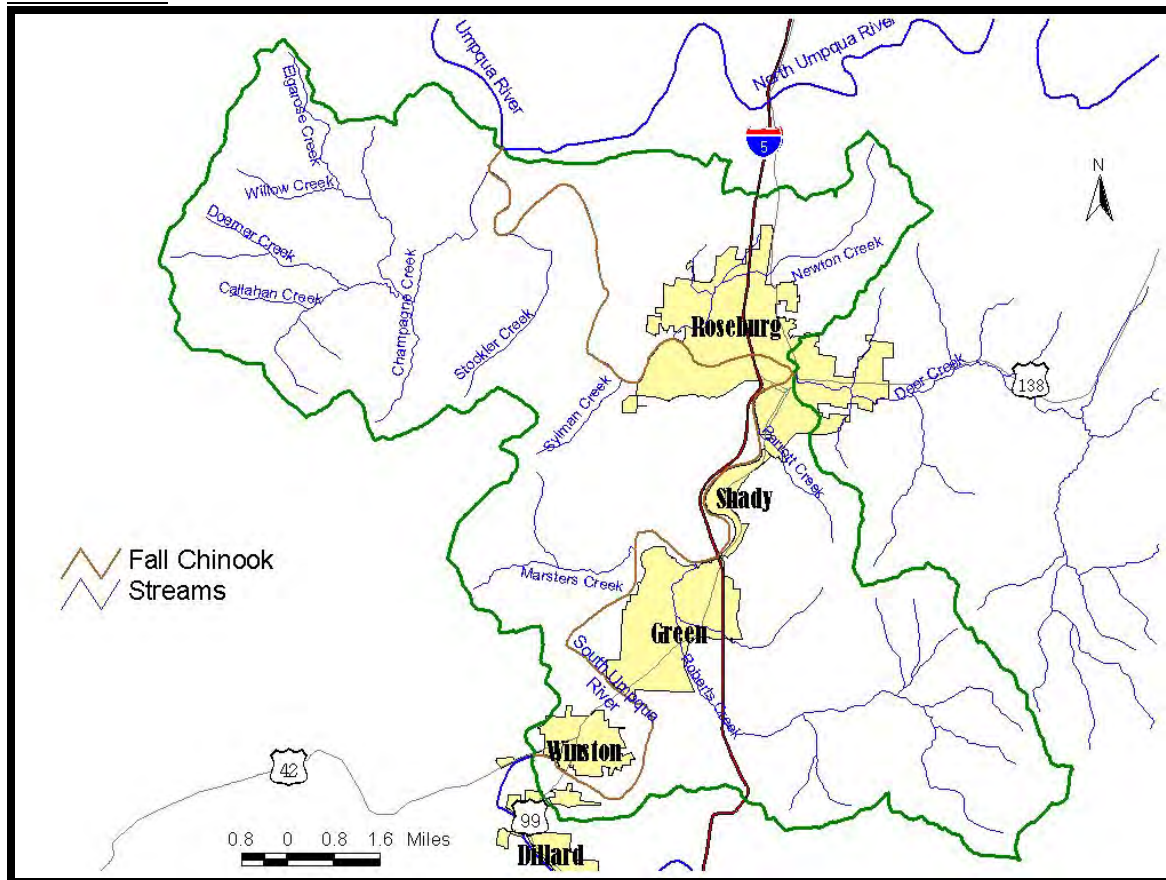 Umpqua River
North Umpqua River
5
N
Elgarose Creek
Willow Creek
Doerner Creek
Callahan Creek
Champagne Creek
Stockler Creek
Newton Creek
Roseburg
Deer Creek
138
Sylman Creek
Parrott Creek
Shady
Fall Chinook
Streams
Marsters Creek
Green
South Umpqua
River
Roberts Creek
Winston
42
99
Dillard
0.8 0 0.8 1.6 Miles